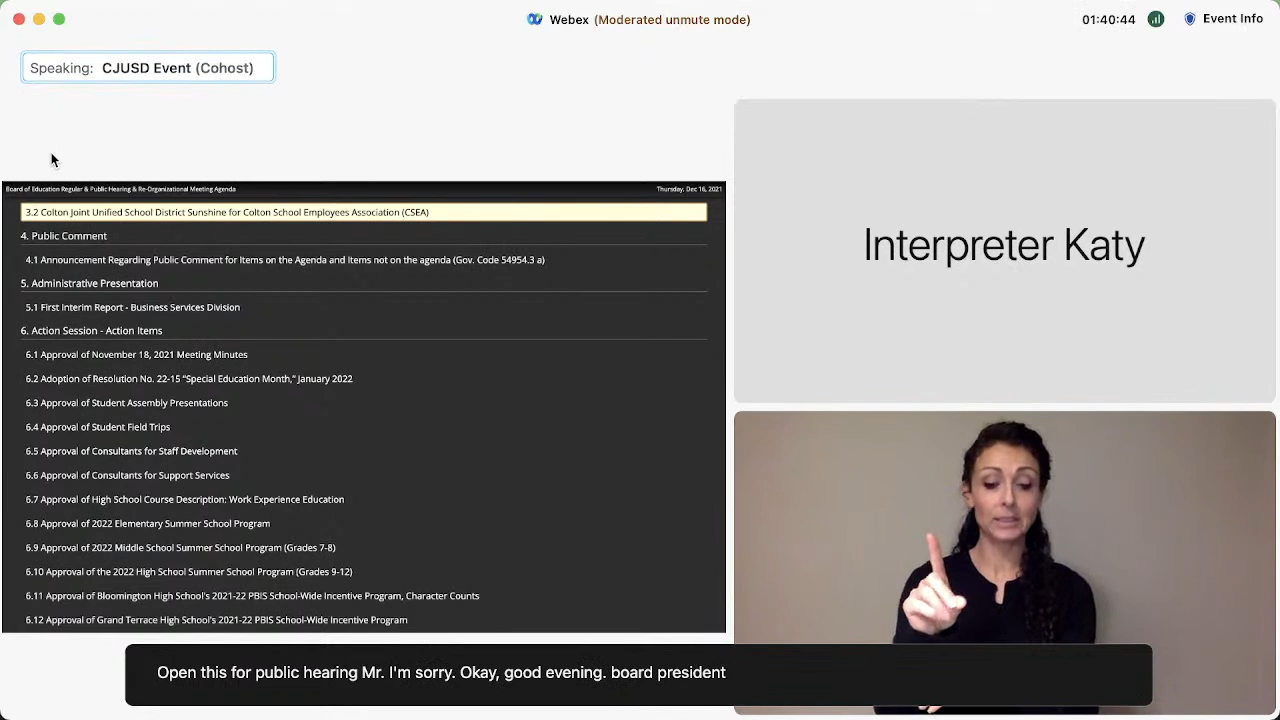 Webex (Moderated unmute mode)
01:40:44
Event Info
Speaking: CJUSD Event (Cohost)
Board of Education Regular & Public Hearing & Re-Organizational Meeting Agenda
Thursday, Dec 16, 2021
3.2 Colton Joint Unified School District Sunshine for Colton School Employees Association (CSEA)
4. Public Comment
4.1 Announcement Regarding Public Comment for Items on the Agenda and Items not on the agenda (Gov. Code 54954.3 a)
5. Administrative Presentation
5.1 First Interim Report - Business Services Division
6. Action Session - Action Items
6.1 Approval of November 18, 2021 Meeting Minutes
6.2 Adoption of Resolution No. 22-15 “Special Education Month,” January 2022
6.3 Approval of Student Assembly Presentations
6.4 Approval of Student Field Trips
6.5 Approval of Consultants for Staff Development
6.6 Approval of Consultants for Support Services
6.7 Approval of High School Course Description: Work Experience Education
6.8 Approval of 2022 Elementary Summer School Program
6.9 Approval of 2022 Middle School Summer School Program (Grades 7-8)
6.10 Approval of the 2022 High School Summer School Program (Grades 9-12)
6.11 Approval of Bloomington High School's 2021-22 PBIS School-Wide Incentive Program, Character Counts
6.12 Approval of Grand Terrace High School's 2021-22 PBIS School-Wide Incentive Program
Interpreter Katy
Open this for public hearing Mr. I'm sorry. Okay, good evening. board president